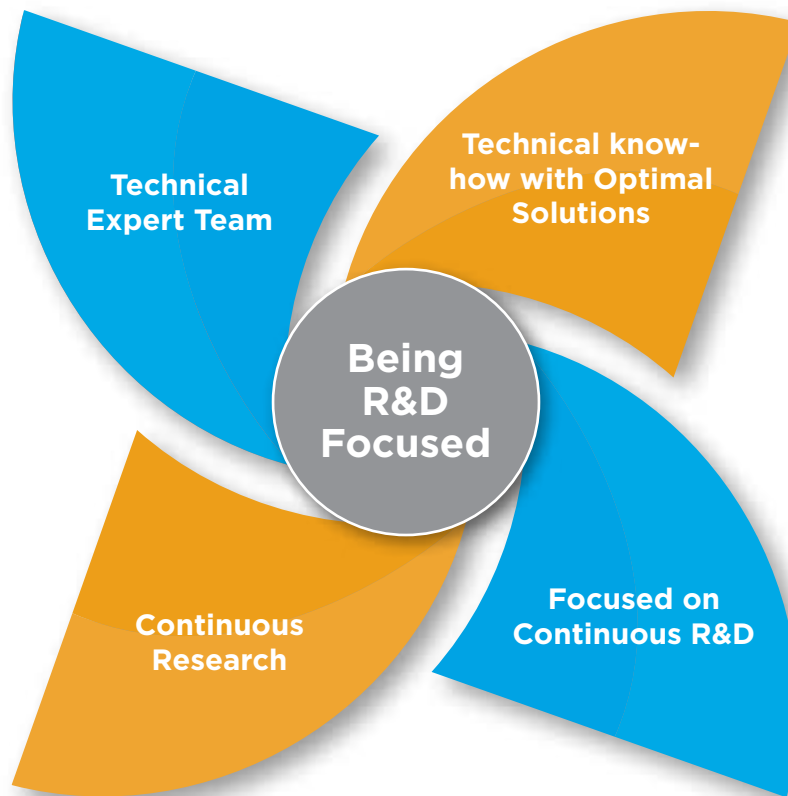 Technical
Expert Team
Technical know-
how with Optimal
Solutions
Being
R&D
Focused
Continuous
Research
Focused on
Continuous R&D